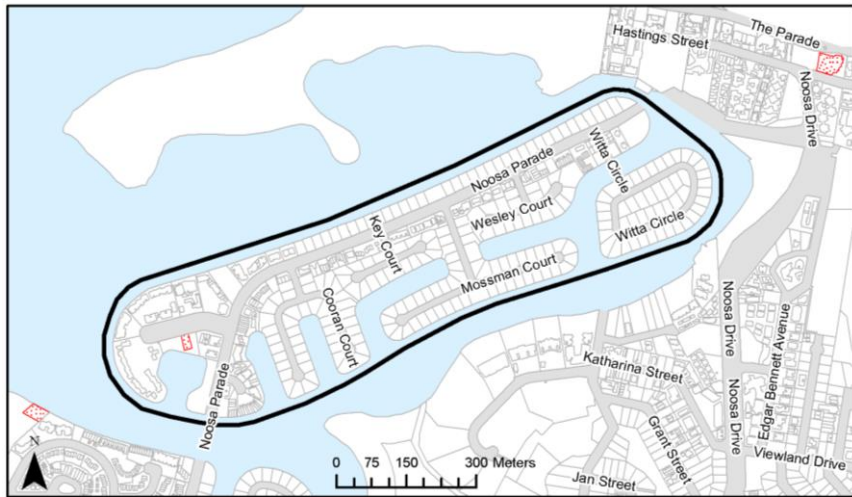 The Parade
Hastings Street
Noosa Drive
Noosa Parade
Witta Circle
Wesley Court
Key Court
Witta Circle
Mossman Court
Cooran Court
Noosa Parade
Noosa Drive
Edgar Bennett Avenue
Katharina Street
Noosa Drive
Grant Street
Viewland Drive
Jan Street
N
0 75 150 300 Meters